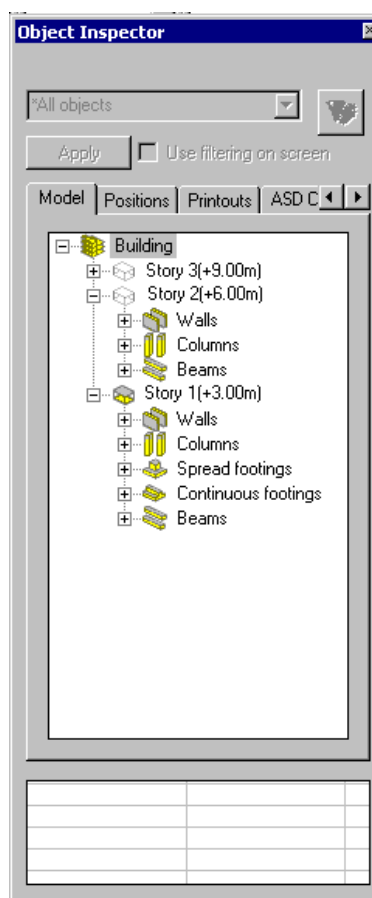 Object Inspector
*All objects
Apply Use filtering on screen
Model Positions Printouts ASD C
Building
Story 3(+9.00m)
Story 2(+6.00m)
Walls
Columns
Beams
Story 1(+3.00m)
Walls
Columns
Spread footings
Continuous footings
Beams